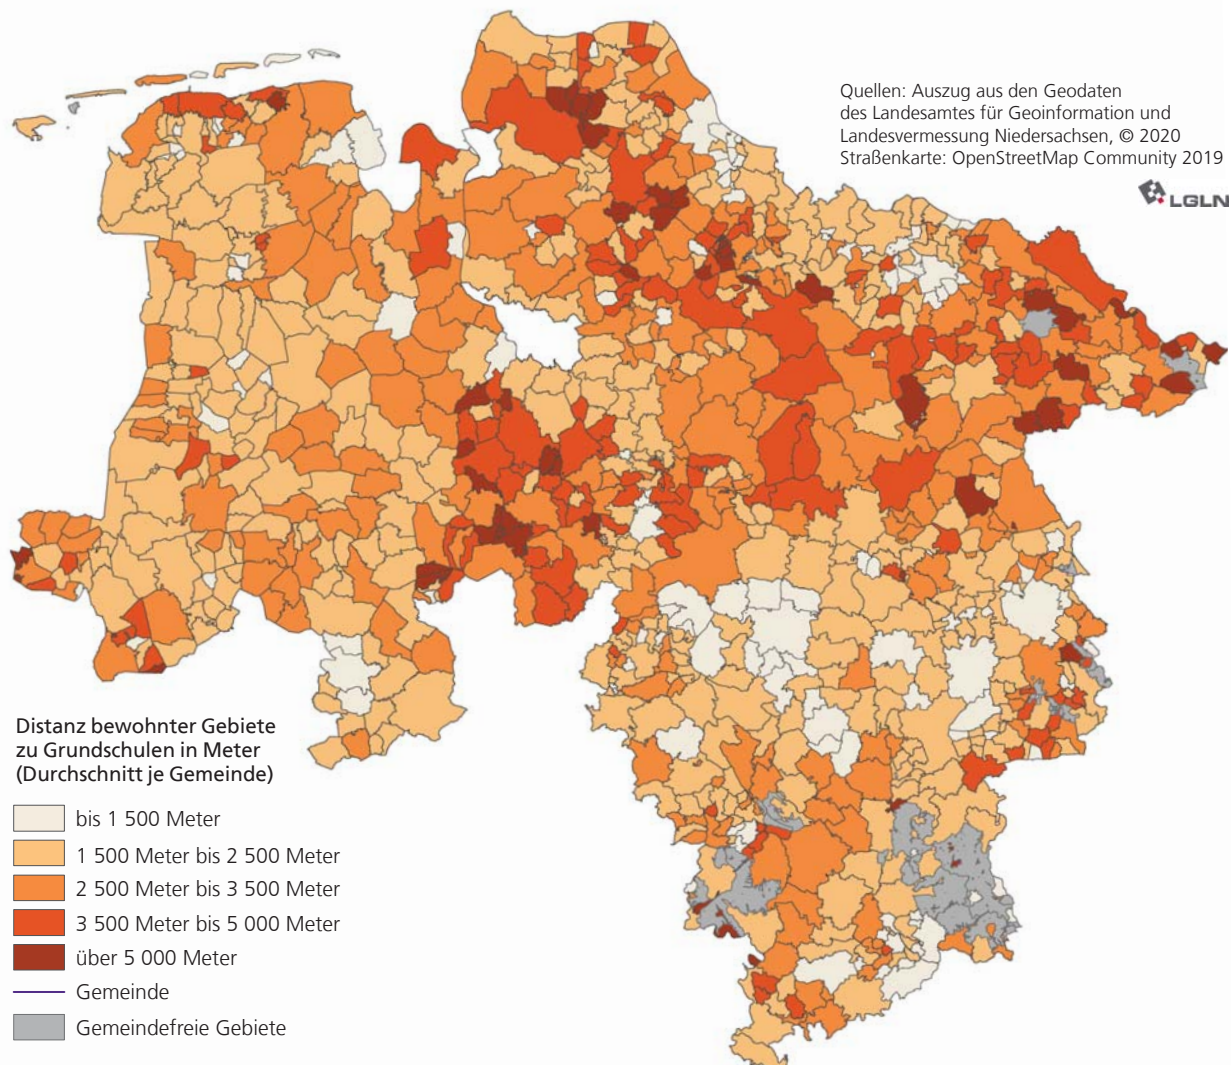 Quellen: Auszug aus den Geodaten
des Landesamtes für Geoinformation und
Landesvermessung Niedersachsen, © 2020
Straßenkarte: OpenStreetMap Community 2019
LGLN
Distanz bewohnter Gebiete
zu Grundschulen in Meter
(Durchschnitt je Gemeinde)
bis 1 500 Meter
1 500 Meter bis 2 500 Meter
2 500 Meter bis 3 500 Meter
3 500 Meter bis 5 000 Meter
über 5 000 Meter
Gemeinde
Gemeindefreie Gebiete